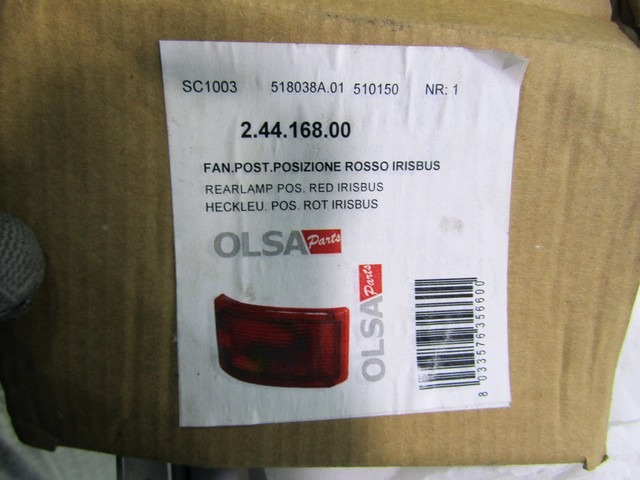 SC1003 518038A.01 510150 NR: 1
2.44.168.00
FAN.POST.POSIZIONE ROSSO IRISBUS
REARLAMP POS. RED IRISBUS
HECKLEU. POS. ROT IRISBUS
OLSA Parts
OLSA Parts
8 033576 356600